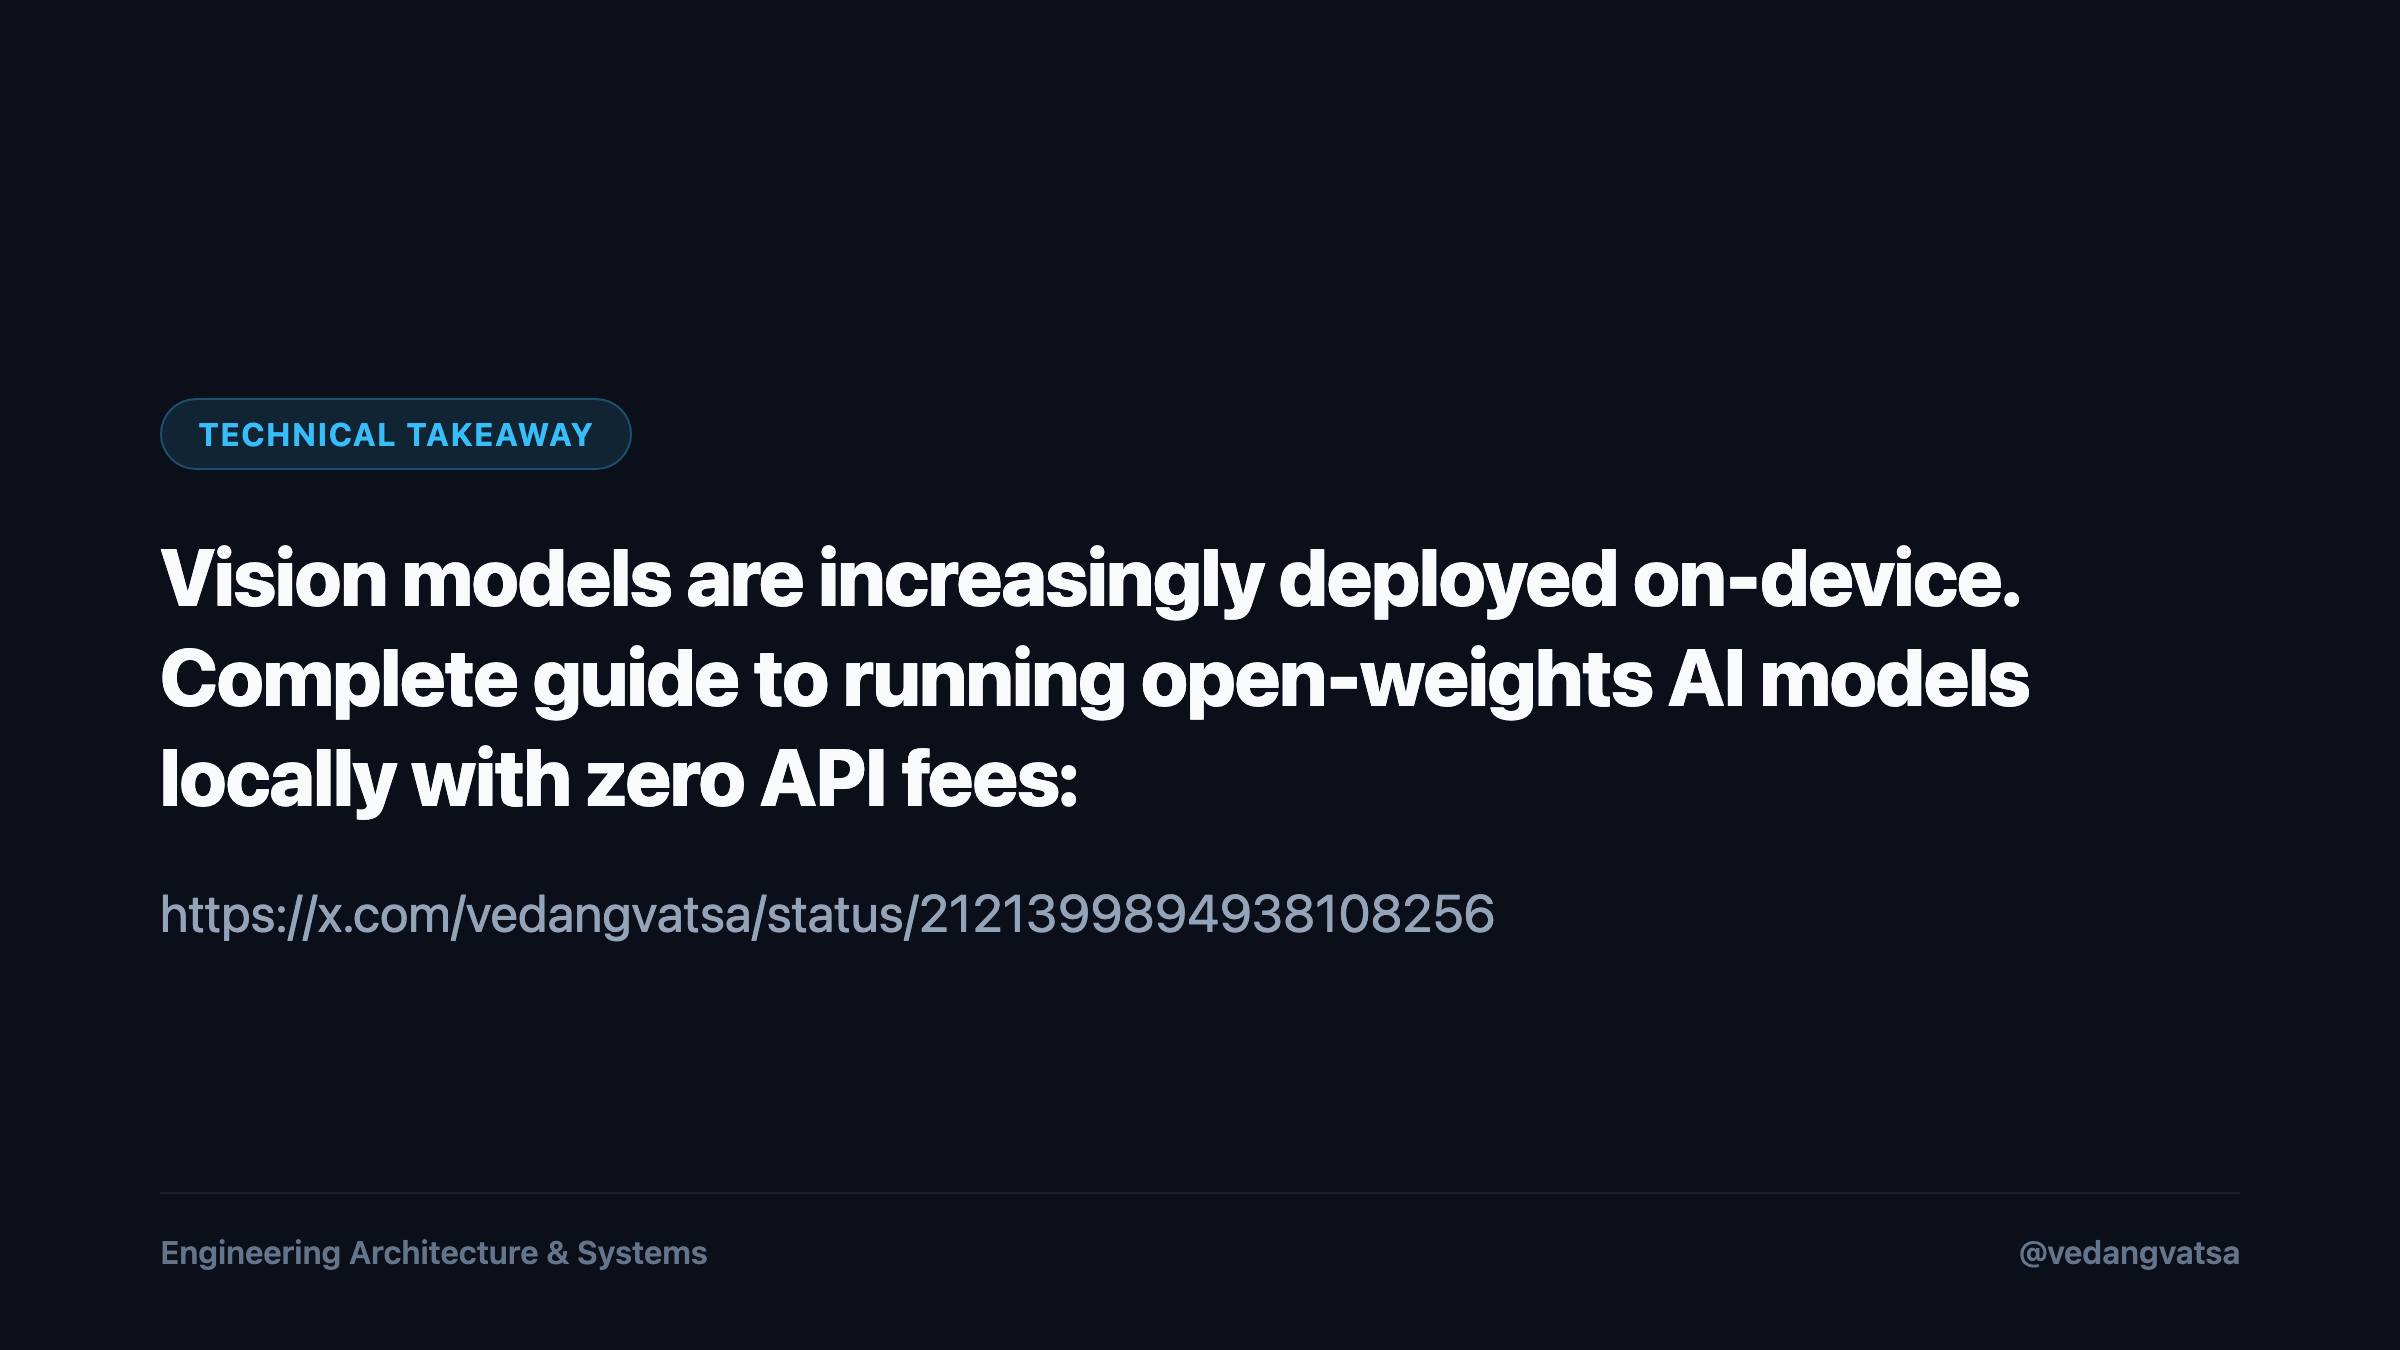 TECHNICAL TAKEAWAY
Vision models are increasingly deployed on-device.
Complete guide to running open-weights AI models
locally with zero API fees:
https://x.com/vedangvatsa/status/2121399894938108256
Engineering Architecture & Systems
@vedangvatsa